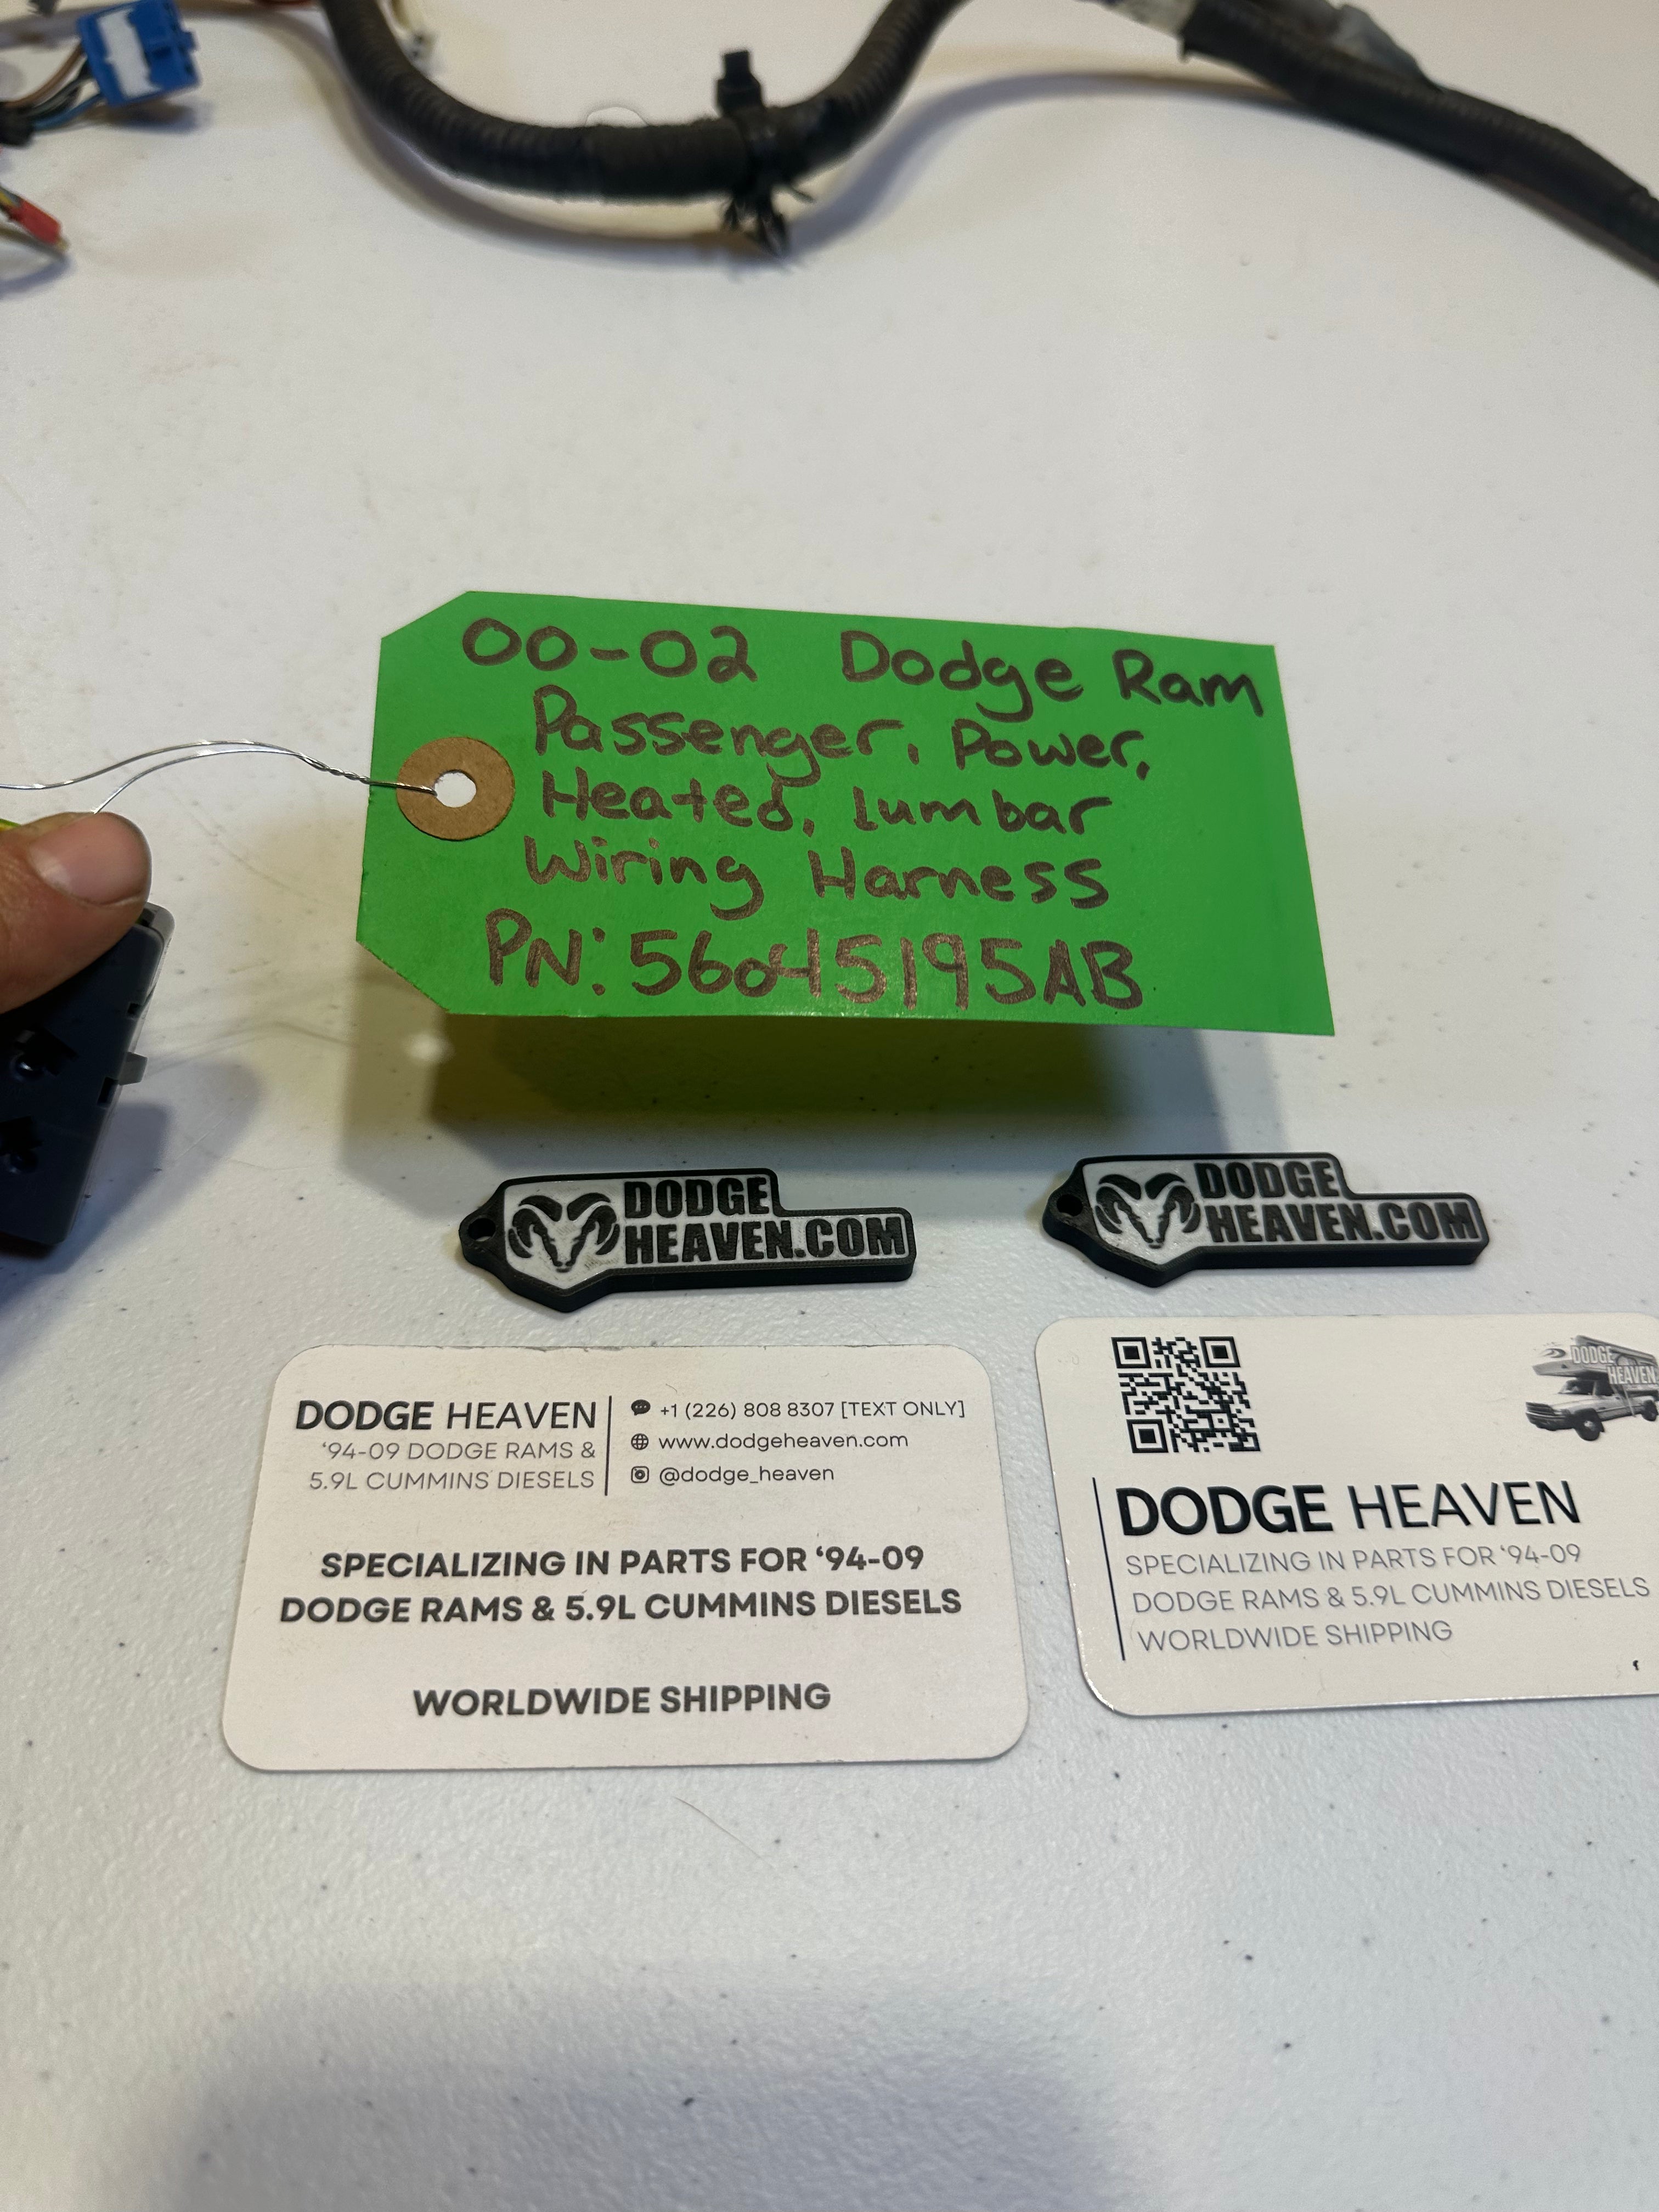 00-02 Dodge Ram
Passenger, Power,
Heated, lumbar
Wiring Harness
PN: 56045195AB
DODGE
HEAVEN.COM
DODGE
HEAVEN.COM
DODGE HEAVEN
‘94-09 DODGE RAMS &
5.9L CUMMINS DIESELS
+1 (226) 808 8307 [TEXT ONLY]
www.dodgeheaven.com
@dodge_heaven
SPECIALIZING IN PARTS FOR ‘94-09
DODGE RAMS & 5.9L CUMMINS DIESELS
WORLDWIDE SHIPPING
DODGE
HEAVEN
DODGE HEAVEN
SPECIALIZING IN PARTS FOR ‘94-09
DODGE RAMS & 5.9L CUMMINS DIESELS
WORLDWIDE SHIPPING